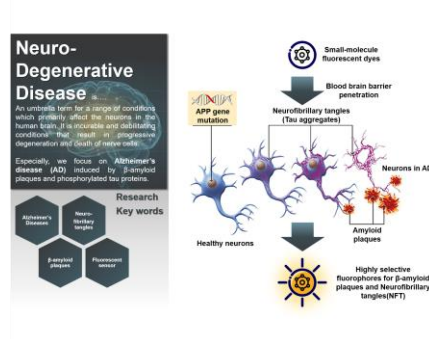 Neuro-
Degenerative
Disease
An umbrella term for a range of conditions
which primarily affect the neurons in the
human brain. It is incurable and debilitating
conditions that result in progressive
degeneration and death of nerve cells.
Especially, we focus on Alzheimer's
disease (AD) induced by β-amyloid
plaques and phosphorylated tau proteins.
Research
Key words
Alzheimer's
Diseases
Neuro-
fibrillary
tangles
β-amyloid
plaques
Fluorescent
sensor
Small-molecule
fluorescent dyes
Blood brain barrier
penetration
APP gene
mutation
Neurofibrillary tangles
(Tau aggregates)
Neurons in AD
Amyloid
plaques
Healthy neurons
Highly selective
fluorophores for β-amyloid
plaques and Neurofibrillary
tangles(NFT)